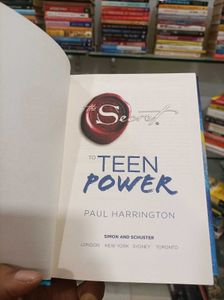 the
Secret
TO TEEN
POWER
PAUL HARRINGTON
SIMON AND SCHUSTER
LONDON NEW YORK SYDNEY TORONTO